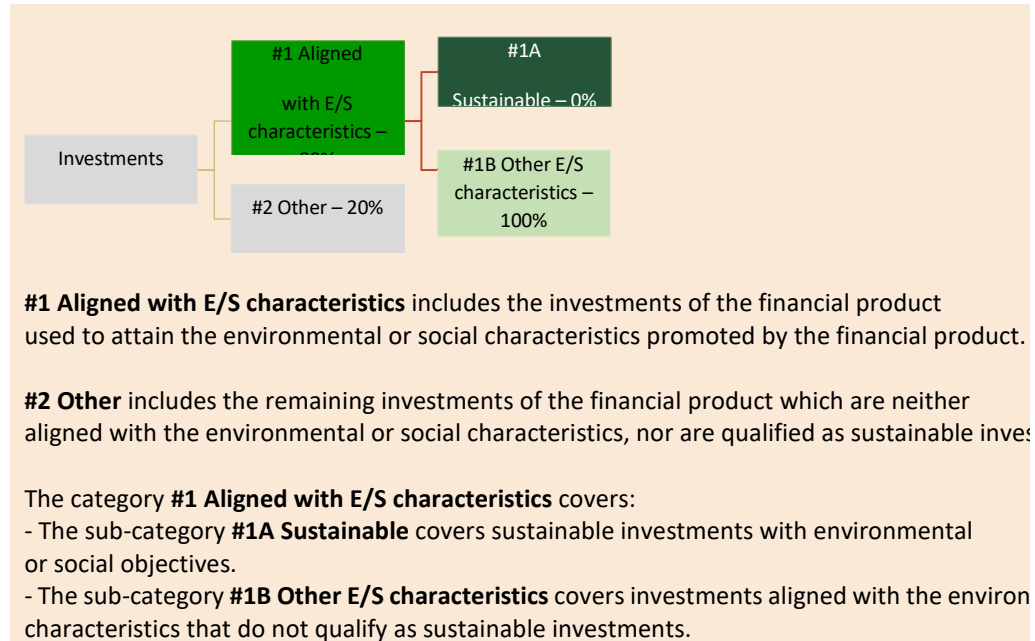 #1 Aligned
with E/S
characteristics –
#1A
Sustainable – 0%
Investments
#2 Other – 20%
#1B Other E/S
characteristics –
100%
#1 Aligned with E/S characteristics includes the investments of the financial product
used to attain the environmental or social characteristics promoted by the financial product.
#2 Other includes the remaining investments of the financial product which are neither
aligned with the environmental or social characteristics, nor are qualified as sustainable inves
The category #1 Aligned with E/S characteristics covers:
- The sub-category #1A Sustainable covers sustainable investments with environmental
or social objectives.
- The sub-category #1B Other E/S characteristics covers investments aligned with the environ
characteristics that do not qualify as sustainable investments.